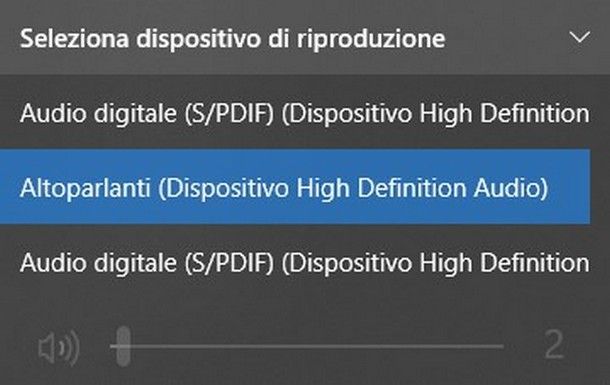 Seleziona dispositivo di riproduzione
Audio digitale (S/PDIF) (Dispositivo High Definition
Altoparlanti (Dispositivo High Definition Audio)
Audio digitale (S/PDIF) (Dispositivo High Definition
2